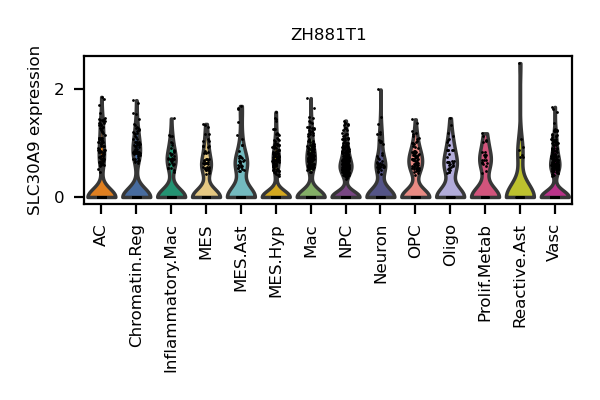 ZH881T1
SLC30A9 expression
2
0
AC
Chromatin.Reg
Inflammatory.Mac
MES
MES.Ast
MES.Hyp
Mac
NPC
Neuron
OPC
Oligo
Prolif.Metab
Reactive.Ast
Vasc